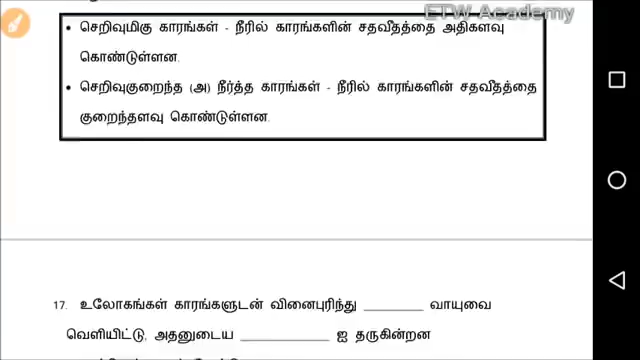 ETW Academy
• செறிவுமிகு காரங்கள் - நீரில் காரங்களின் சதவீதத்தை அதிகளவு
கொண்டுள்ளன.
• செறிவுகுறைந்த (அ) நீர்த்த காரங்கள் - நீரில் காரங்களின் சதவீதத்தை
குறைந்தளவு கொண்டுள்ளன.
17. உலோகங்கள் காரங்களுடன் வினைபுரிந்து ________ வாயுவை
வெளியிட்டு, அதனுடைய ____________ ஐ தருகின்றன